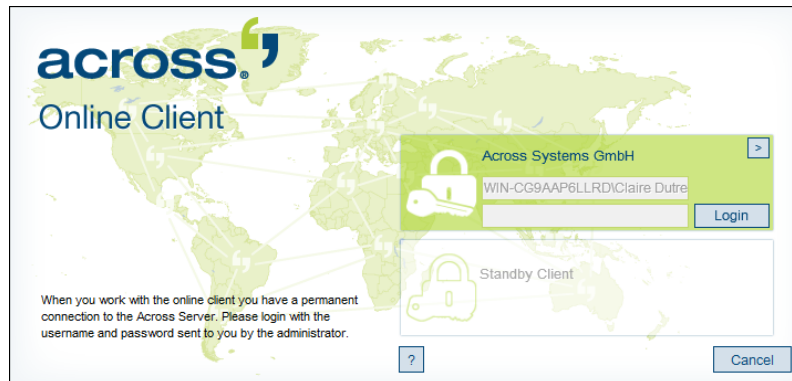 across
Online Client
Across Systems GmbH
>
WIN-CG9AAP6LLRD\Claire Dutre
Login
Standby Client
When you work with the online client you have a permanent
connection to the Across Server. Please login with the
username and password sent to you by the administrator.
?
Cancel